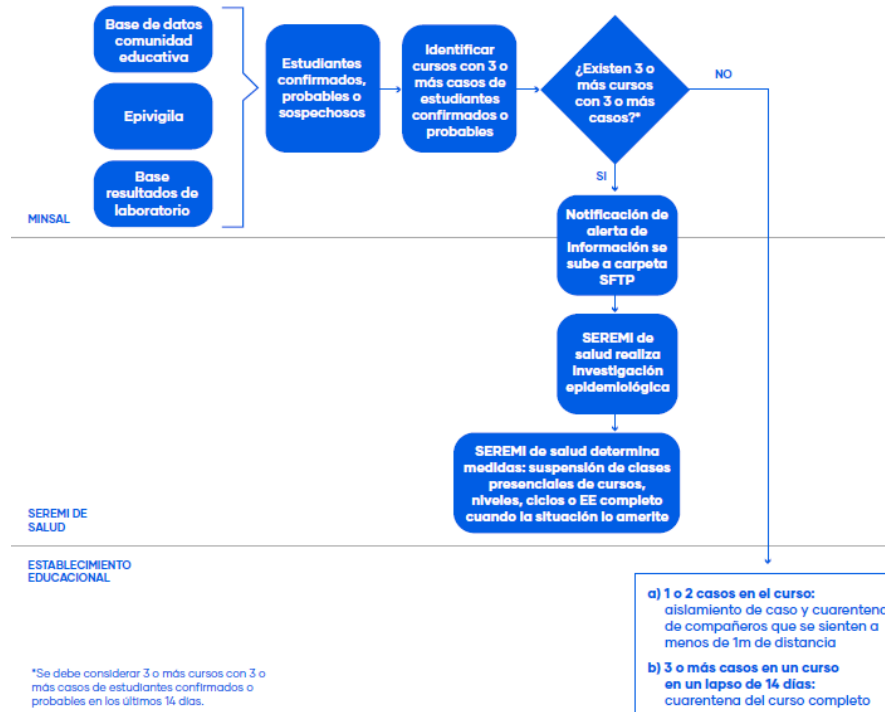 Base de datos
comunidad
educativa
Epivigila
Base
resultados de
laboratorio
Estudiantes
confirmados,
probables o
sospechosos
Identificar
cursos con 3 o
más casos de
estudiantes
confirmados o
probables
¿Existen 3 o
más cursos
con 3 o más
casos?*
NO
SI
MINSAL
Notificación de
alerta de
información se
sube a carpeta
SFTP
SEREMI de
salud realiza
investigación
epidemiológica
SEREMI de salud determina
medidas: suspensión de clases
presenciales de cursos,
niveles, ciclos o EE completo
cuando la situación lo amerite
SEREMI DE
SALUD
ESTABLECIMIENTO
EDUCACIONAL
a) 1 o 2 casos en el curso:
aislamiento de caso y cuarentena
de compañeros que se sienten a
menos de 1m de distancia
b) 3 o más casos en un curso
en un lapso de 14 días:
cuarentena del curso completo
*Se debe considerar 3 o más cursos con 3 o
más casos de estudiantes confirmados o
probables en los últimos 14 días.